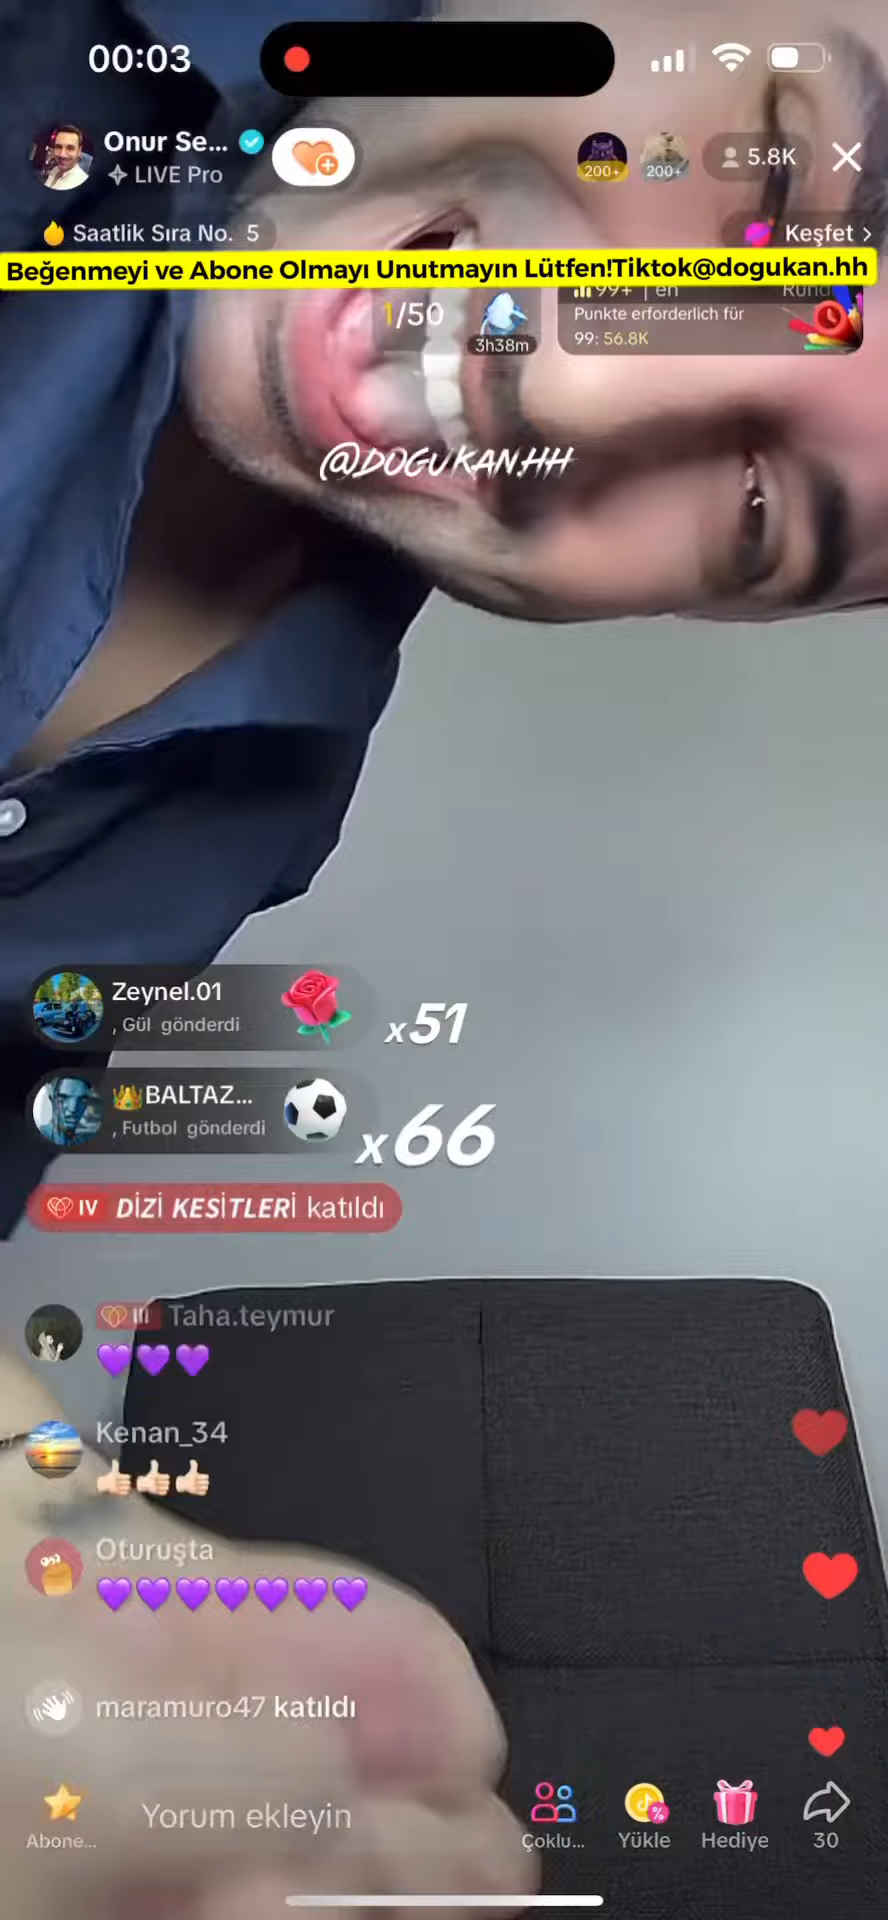 00:03
Onur Se...
LIVE Pro
200+
200+
5.8K
Saatlik Sıra No. 5
Keşfet >
Beğenmeyi ve Abone Olmayı Unutmayın Lütfen!Tiktok@dogukan.hh
99+ | en
1/50
3h38m
Punkte erforderlich für
99: 56.8K
@DOGUKAN.HH
Zeynel.01
, Gül gönderdi
x51
👑BALTAZ...
, Futbol gönderdi
x66
IV DİZİ KESİTLERİ katıldı
III Taha.teymur
💜💜💜
Kenan_34
👍🏻👍🏻👍🏻
Oturuşta
💜💜💜💜💜💜💜
maramuro47 katıldı
Yorum ekleyin
Abone...
Çoklu...
Yükle
Hediye
30